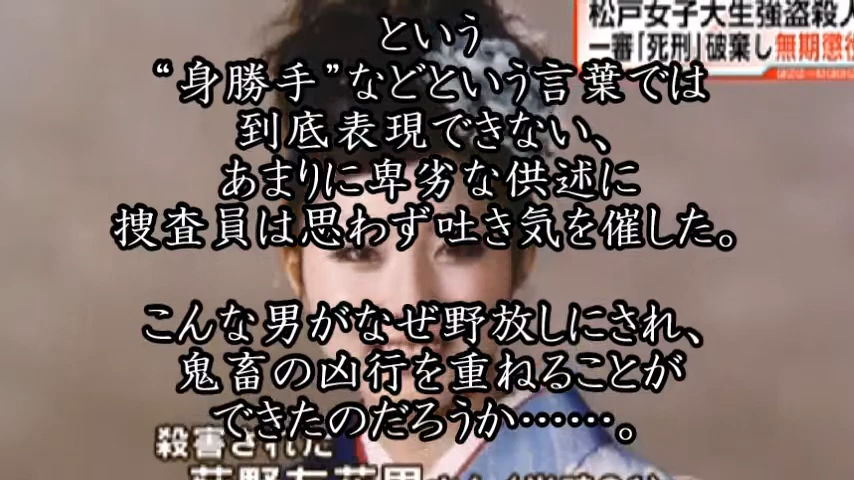 松戸女子大生強盗殺人
一審「死刑」破棄し無期懲役
という
“身勝手”などという言葉では
到底表現できない、
あまりに卑劣な供述に
捜査員は思わず吐き気を催した。
こんな男がなぜ野放しにされ、
鬼畜の凶行を重ねることが
できたのだろうか……。
殺害された